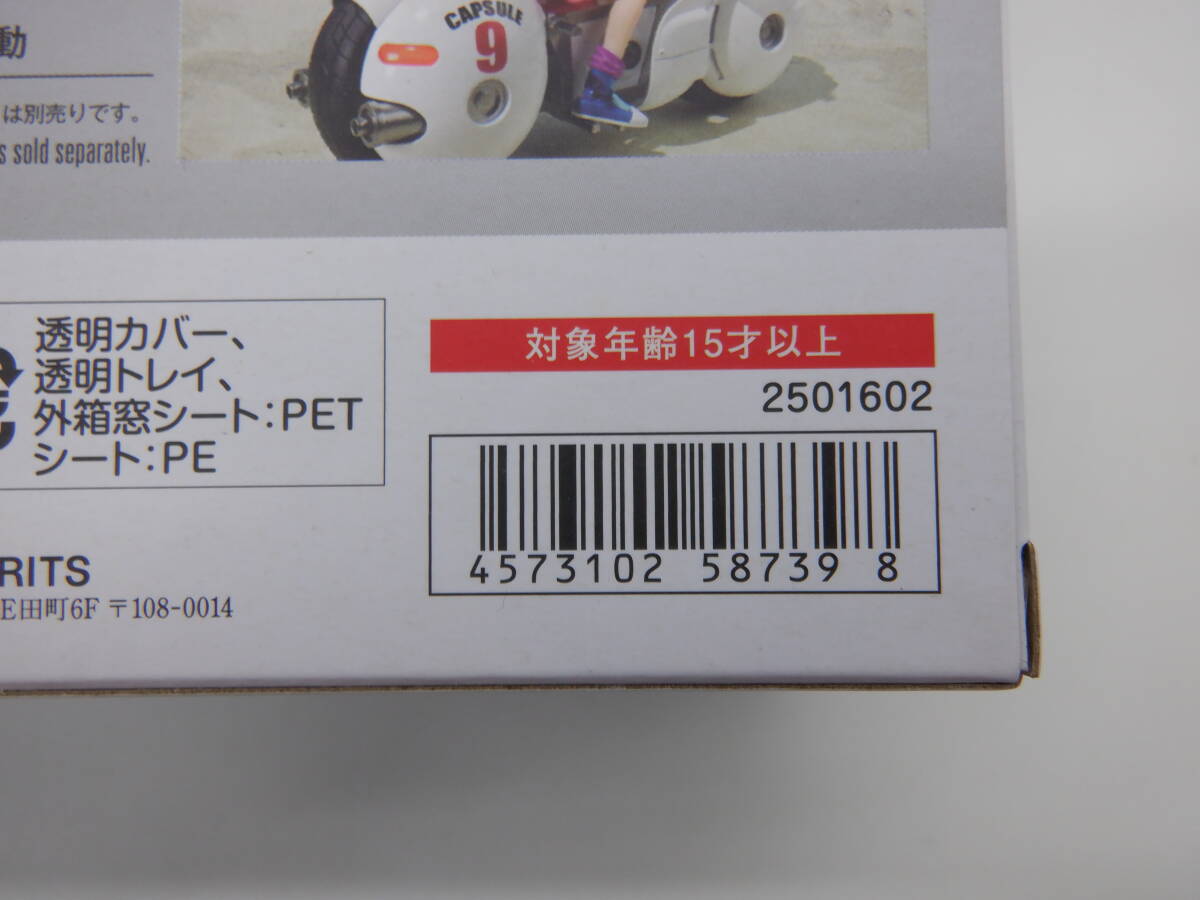 CAPSULE
9
動
は別売りです。
sold separately.
対象年齢15才以上
2501602
透明カバー、
透明トレイ、
外箱窓シート:PET
シート:PE
4573102 58739 8
RITS
田町6F 〒108-0014